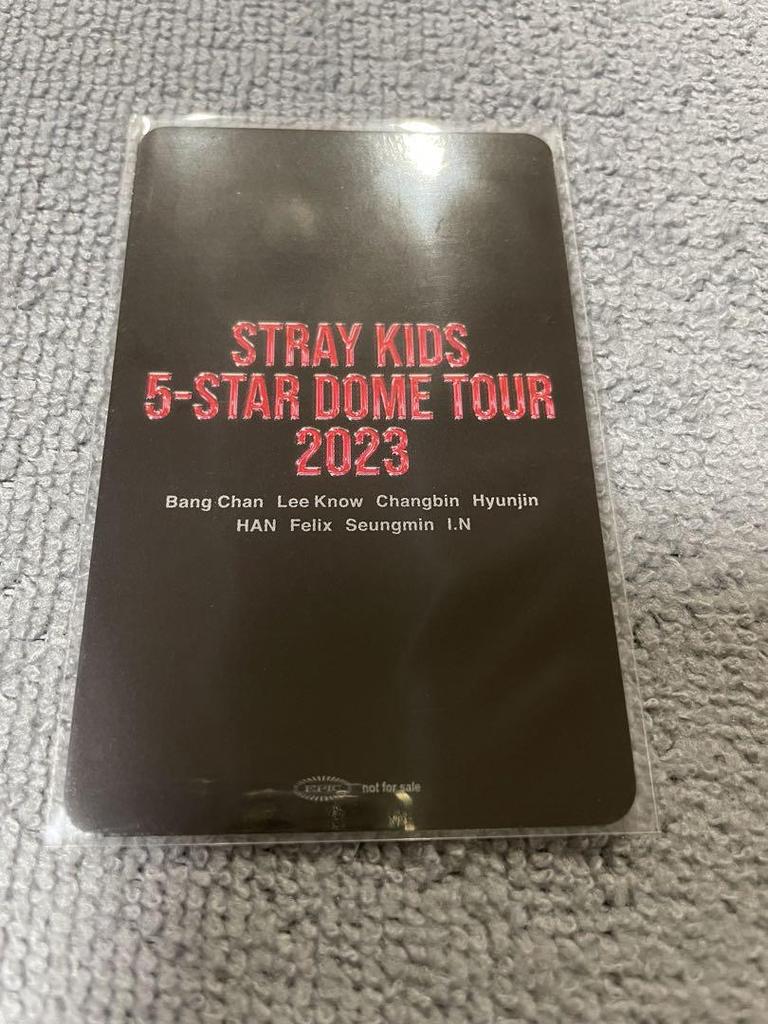 STRAY KIDS
5-STAR DOME TOUR
2023
Bang Chan Lee Know Changbin Hyunjin
HAN Felix Seungmin I.N
EPIC not for sale